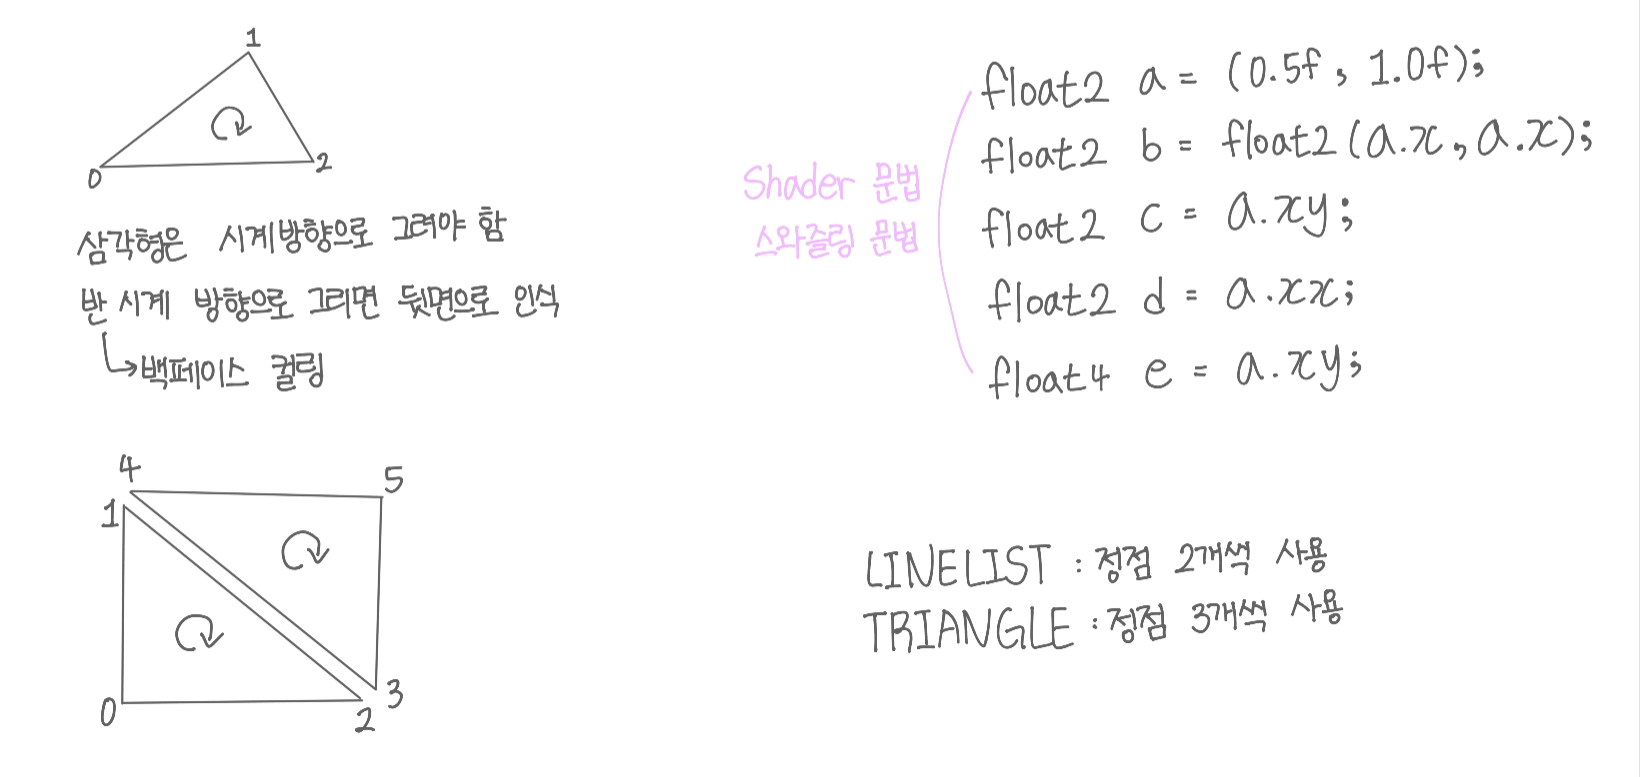 1
0
2
삼각형은 시계방향으로 그려야 함
반 시계 방향으로 그리면 뒷면으로 인식
백페이스 컬링
4
5
1
0
2
3
Shader 문법
스와즐링 문법
float2 a = (0.5f, 1.0f);
float2 b = float2(a.x, a.x);
float2 c = a.xy;
float2 d = a.xx;
float4 e = a.xy;
LINELIST : 정점 2개씩 사용
TRIANGLE : 정점 3개씩 사용